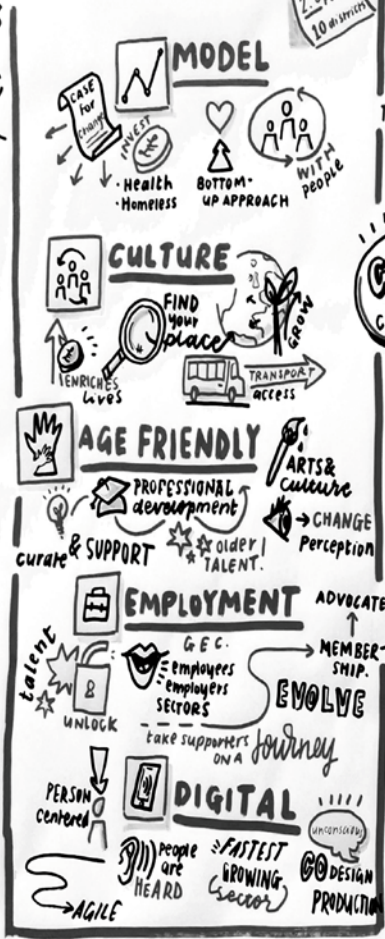 10 districts
MODEL
CASE
for
change
INVEST
• Health
• Homeless
BOTTOM-
UP APPROACH
WITH
people
CULTURE
FIND
your
place
GROW
ENRICHES
lives
TRANSPORT
access
AGE FRIENDLY
PROFESSIONAL
development
ARTS &
culture
→ CHANGE
Perception
curate & SUPPORT
older
TALENT.
EMPLOYMENT
ADVOCATE
talent
UNLOCK
G.E.C.
employees
employers
SECTORS
MEMBER-
SHIP.
EVOLVE
take supporters
ON A journey
PERSON
centered
DIGITAL
people
are
HEARD
FASTEST
GROWING
sector
unconscious
CO DESIGN
PRODUCTION
AGILE